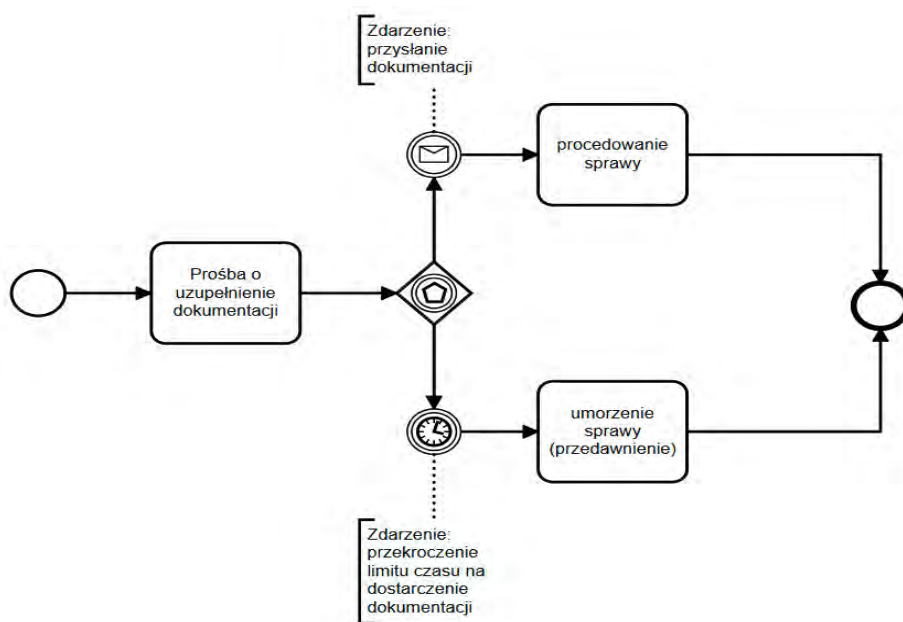 Zdarzenie:
przysłanie
dokumentacji
procedowanie
sprawy
Prośba o
uzupełnienie
dokumentacji
umorzenie
sprawy
(przedawnienie)
Zdarzenie:
przekroczenie
limitu czasu na
dostarczenie
dokumentacji